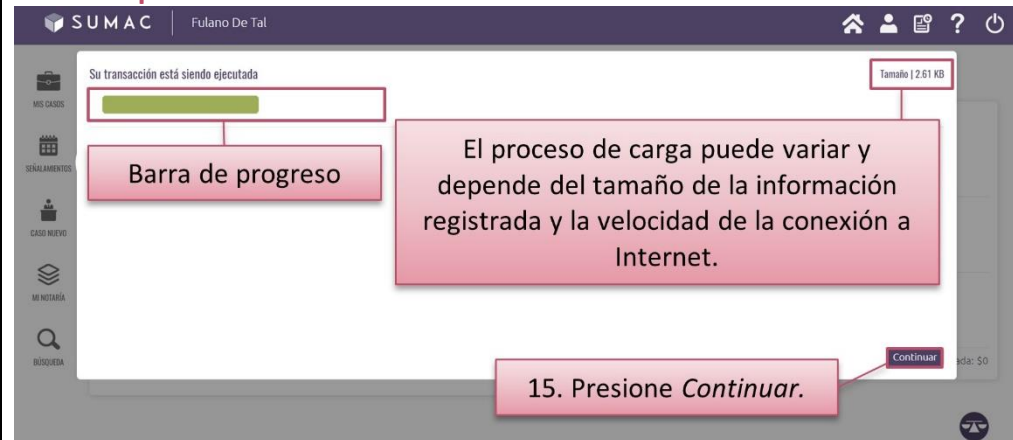 SUMAC
Fulano De Tal
?
Su transacción está siendo ejecutada
Tamaño | 2.61 KB
MIS CASOS
SEÑALAMIENTOS
CASO NUEVO
MI NOTARÍA
BÚSQUEDA
Barra de progreso
El proceso de carga puede variar y
depende del tamaño de la información
registrada y la velocidad de la conexión a
Internet.
Continuar
ada: $0
15. Presione Continuar.